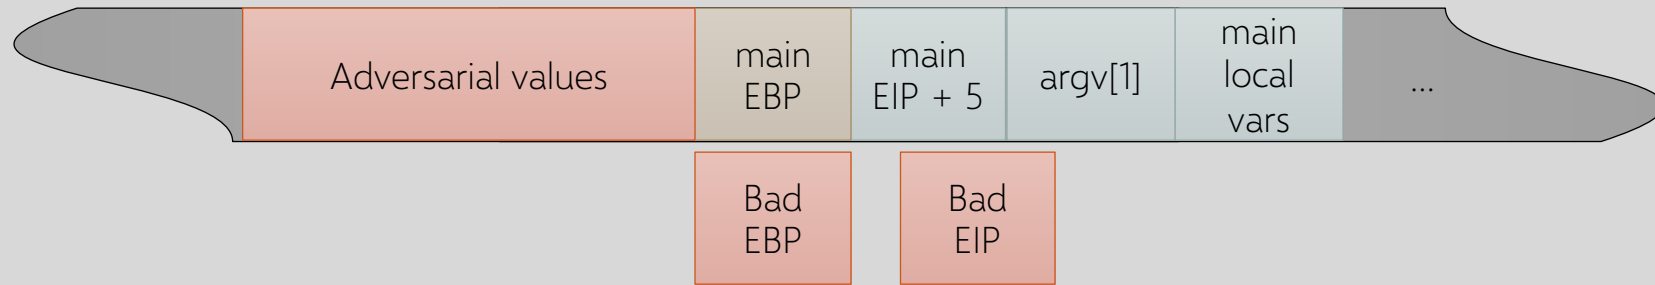 Adversarial values
main
EBP
main
EIP + 5
argv[1]
main
local
vars
...
Bad
EBP
Bad
EIP